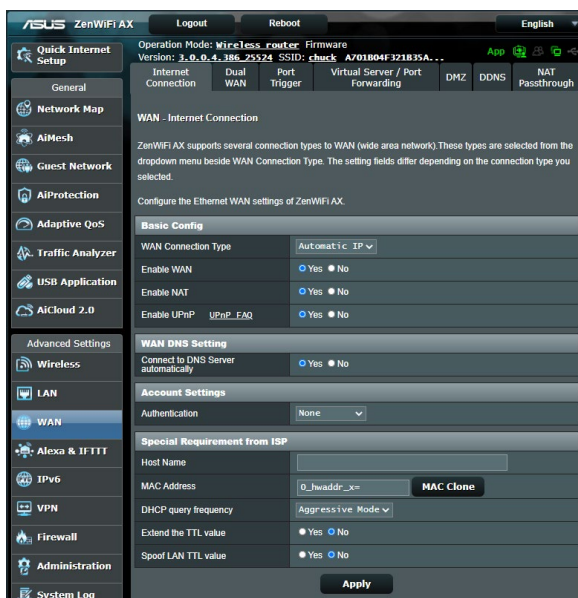 ASUS ZenWiFi AX Logout Reboot English
Quick Internet Setup
Operation Mode: Wireless router Firmware
Version: 3.0.0.4.386_25524 SSID: chuck A701B04F321B35A...
App
Internet Connection
Dual WAN
Port Trigger
Virtual Server / Port Forwarding
DMZ
DDNS
NAT Passthrough
General
Network Map
AiMesh
Guest Network
AiProtection
Adaptive QoS
Traffic Analyzer
USB Application
AiCloud 2.0
Advanced Settings
Wireless
LAN
WAN
Alexa & IFTTT
IPv6
VPN
Firewall
Administration
System Log
WAN - Internet Connection
ZenWiFi AX supports several connection types to WAN (wide area network).These types are selected from the
dropdown menu beside WAN Connection Type. The setting fields differ depending on the connection type you
selected.
Configure the Ethernet WAN settings of ZenWiFi AX.
Basic Config
WAN Connection Type Automatic IP
Enable WAN Yes No
Enable NAT Yes No
Enable UPnP UPnP FAQ Yes No
WAN DNS Setting
Connect to DNS Server
automatically Yes No
Account Settings
Authentication None
Special Requirement from ISP
Host Name
MAC Address 0_hwaddr_x= MAC Clone
DHCP query frequency Aggressive Mode
Extend the TTL value Yes No
Spoof LAN TTL value Yes No
Apply